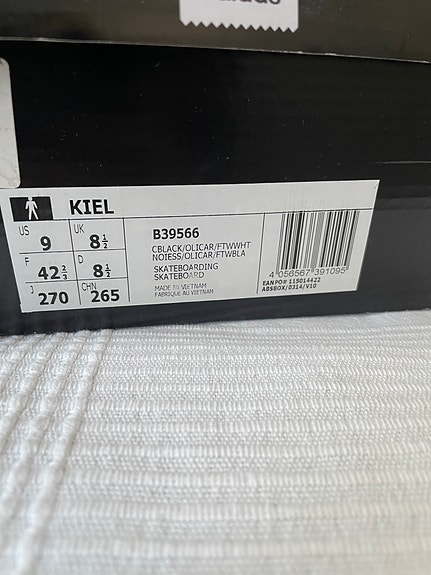 KIEL
US 9 UK 8½
F 42⅔ D 8½
J 270 CHN 265
B39566
CBLACK/OLICAR/FTWWHT
NOIESS/OLICAR/FTWBLA
SKATEBOARDING
SKATEBOARD
MADE IN VIETNAM
FABRIQUE AU VIETNAM
4 056567 391095
EAN PO# 115014422
ABSBOX/0314/V10